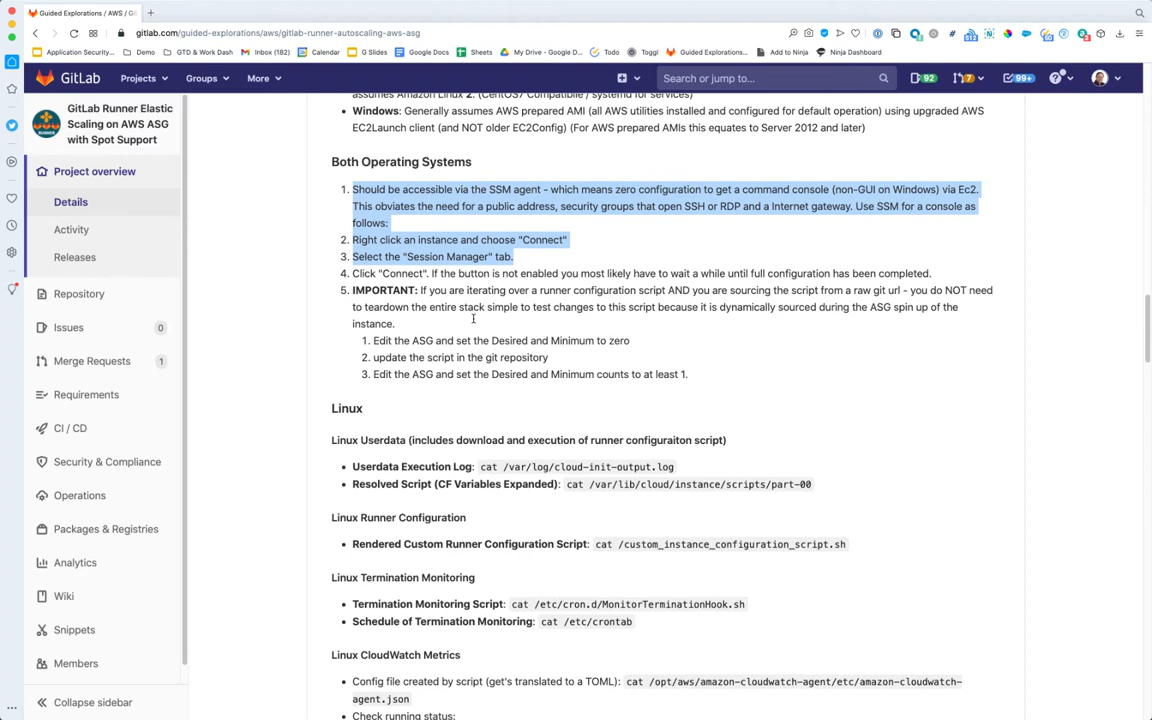 Guided Explorations / AWS / Git
gitlab.com/guided-explorations/aws/gitlab-runner-autoscaling-aws-asg
Application Security...
Demo
GTD & Work Dash
Inbox (182)
Calendar
G Slides
Google Docs
Sheets
My Drive - Google D...
Todo
Toggl
Guided Explorations...
Add to Ninja
Ninja Dashboard
GitLab
Projects
Groups
More
Search or jump to...
92
7
99+
GitLab Runner Elastic
Scaling on AWS ASG
with Spot Support
Project overview
Details
Activity
Releases
Repository
Issues 0
Merge Requests 1
Requirements
CI / CD
Security & Compliance
Operations
Packages & Registries
Analytics
Wiki
Snippets
Members
Collapse sidebar
assumes Amazon Linux 2. (CentOS7 Compatibile / systemd for services)
Windows: Generally assumes AWS prepared AMI (all AWS utilities installed and configured for default operation) using upgraded AWS
EC2Launch client (and NOT older EC2Config) (For AWS prepared AMIs this equates to Server 2012 and later)
Both Operating Systems
1. Should be accessible via the SSM agent - which means zero configuration to get a command console (non-GUI on Windows) via Ec2.
This obviates the need for a public address, security groups that open SSH or RDP and a Internet gateway. Use SSM for a console as
follows:
2. Right click an instance and choose "Connect"
3. Select the "Session Manager" tab.
4. Click "Connect". If the button is not enabled you most likely have to wait a while until full configuration has been completed.
5. IMPORTANT: If you are iterating over a runner configuration script AND you are sourcing the script from a raw git url - you do NOT need
to teardown the entire stack simple to test changes to this script because it is dynamically sourced during the ASG spin up of the
instance.
1. Edit the ASG and set the Desired and Minimum to zero
2. update the script in the git repository
3. Edit the ASG and set the Desired and Minimum counts to at least 1.
Linux
Linux Userdata (includes download and execution of runner configuraiton script)
Userdata Execution Log: cat /var/log/cloud-init-output.log
Resolved Script (CF Variables Expanded): cat /var/lib/cloud/instance/scripts/part-00
Linux Runner Configuration
Rendered Custom Runner Configuration Script: cat /custom_instance_configuration_script.sh
Linux Termination Monitoring
Termination Monitoring Script: cat /etc/cron.d/MonitorTerminationHook.sh
Schedule of Termination Monitoring: cat /etc/crontab
Linux CloudWatch Metrics
Config file created by script (get's translated to a TOML): cat /opt/aws/amazon-cloudwatch-agent/etc/amazon-cloudwatch-
agent.json
Check running status: